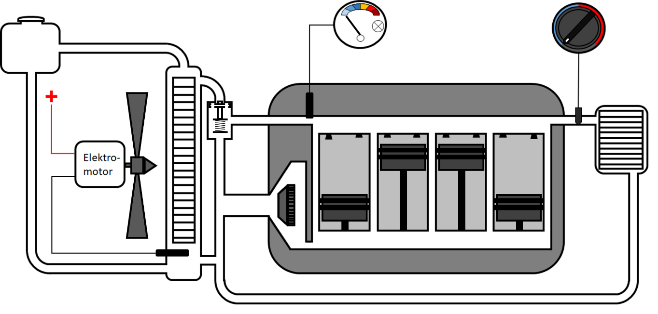 +
Elektro-
motor